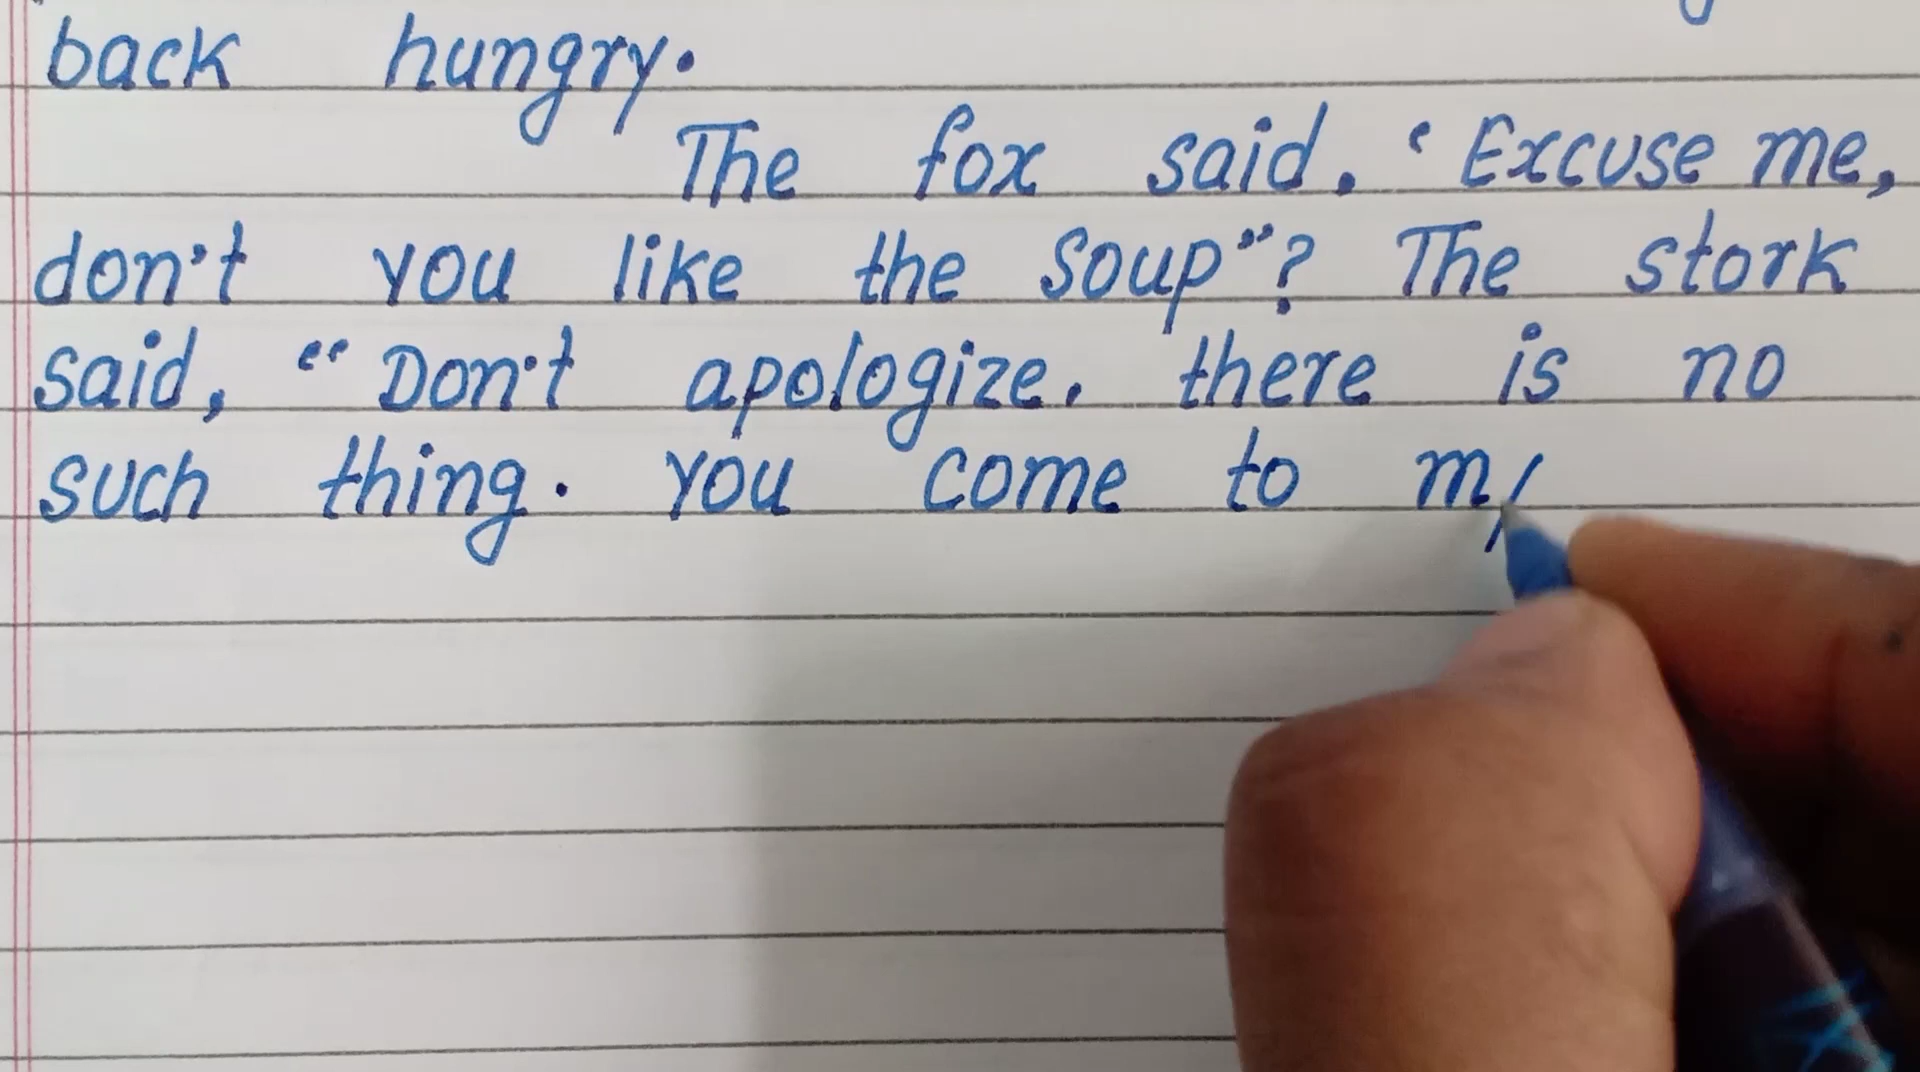 back hungry.
The fox said. ‘Excuse me,
don't you like the soup”? The stork
said, “Don't apologize. there is no
such thing. You come to